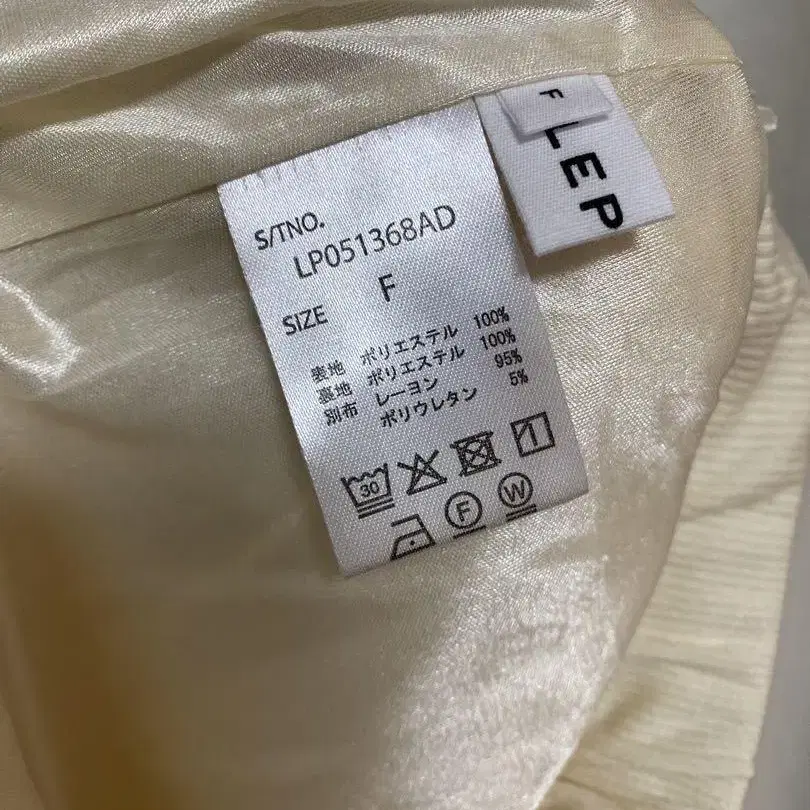 F
LEP
S/TNO.
LP051368AD
SIZE F
表地 ポリエステル 100%
裏地 ポリエステル 100%
別布 レーヨン 95%
ポリウレタン 5%
30
F
W